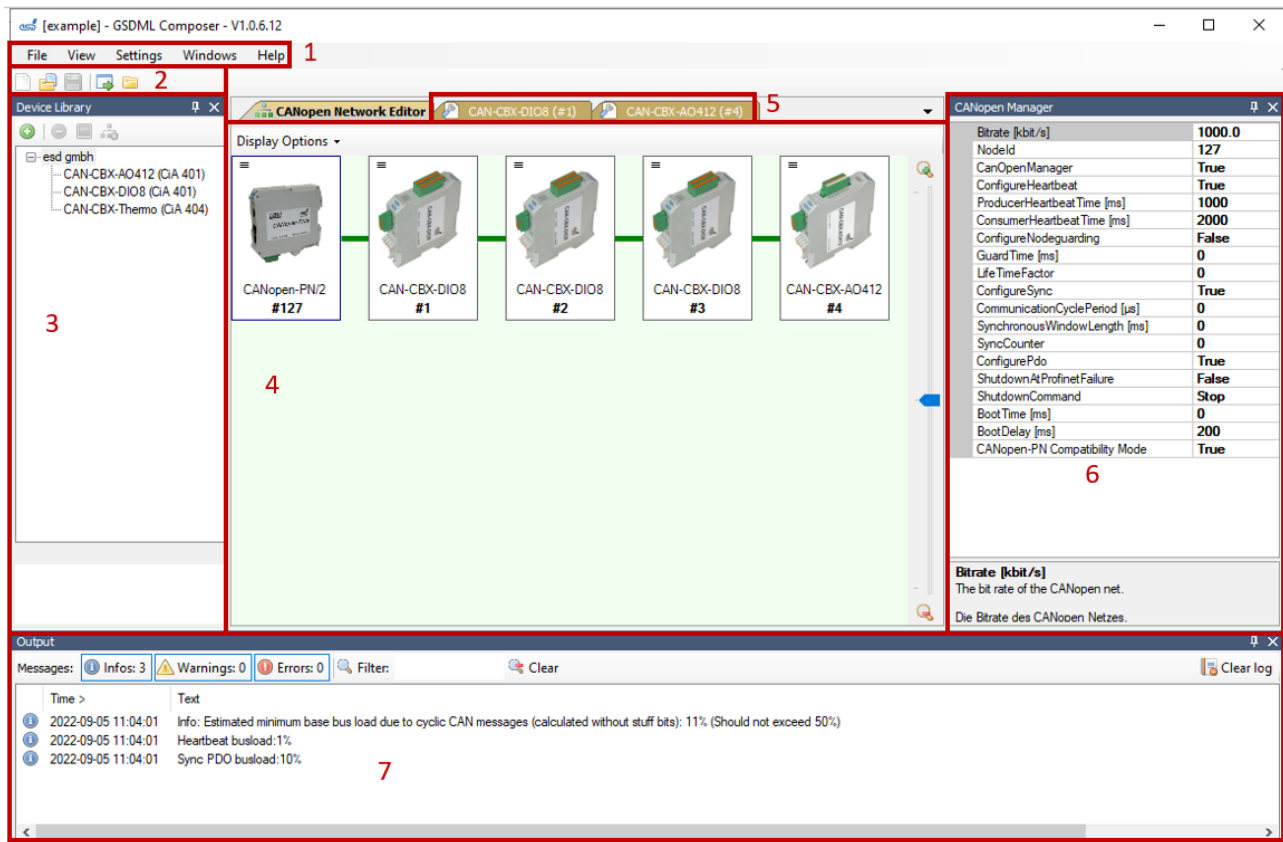 esd [example] - GSDML Composer - V1.0.6.12
File View Settings Windows Help 1
2
Device Library
CANopen Network Editor CAN-CBX-DIO8 (#1) CAN-CBX-AO412 (#4) 5
CANopen Manager
esd gmbh
CAN-CBX-AO412 (CiA 401)
CAN-CBX-DIO8 (CiA 401)
CAN-CBX-Thermo (CiA 404)
3
Display Options
CANopen-PN/2 CAN-CBX-DIO8 CAN-CBX-DIO8 CAN-CBX-DIO8 CAN-CBX-AO412
#127 #1 #2 #3 #4
4
Bitrate [kbit/s] 1000.0
NodeId 127
CanOpenManager True
ConfigureHeartbeat True
ProducerHeartbeatTime [ms] 1000
ConsumerHeartbeatTime [ms] 2000
ConfigureNodeguarding False
GuardTime [ms] 0
LifeTimeFactor 0
ConfigureSync True
CommunicationCyclePeriod [µs] 0
SynchronousWindowLength [ms] 0
SyncCounter 0
ConfigurePdo True
ShutdownAtProfinetFailure False
ShutdownCommand Stop
BootTime [ms] 0
BootDelay [ms] 200
CANopen-PN Compatibility Mode True
6
Bitrate [kbit/s]
The bit rate of the CANopen net.
Die Bitrate des CANopen Netzes.
Output
Messages: Infos: 3 Warnings: 0 Errors: 0 Filter: Clear Clear log
Time > Text
2022-09-05 11:04:01 Info: Estimated minimum base bus load due to cyclic CAN messages (calculated without stuff bits): 11% (Should not exceed 50%)
2022-09-05 11:04:01 Heartbeat busload:1%
2022-09-05 11:04:01 Sync PDO busload:10%
7